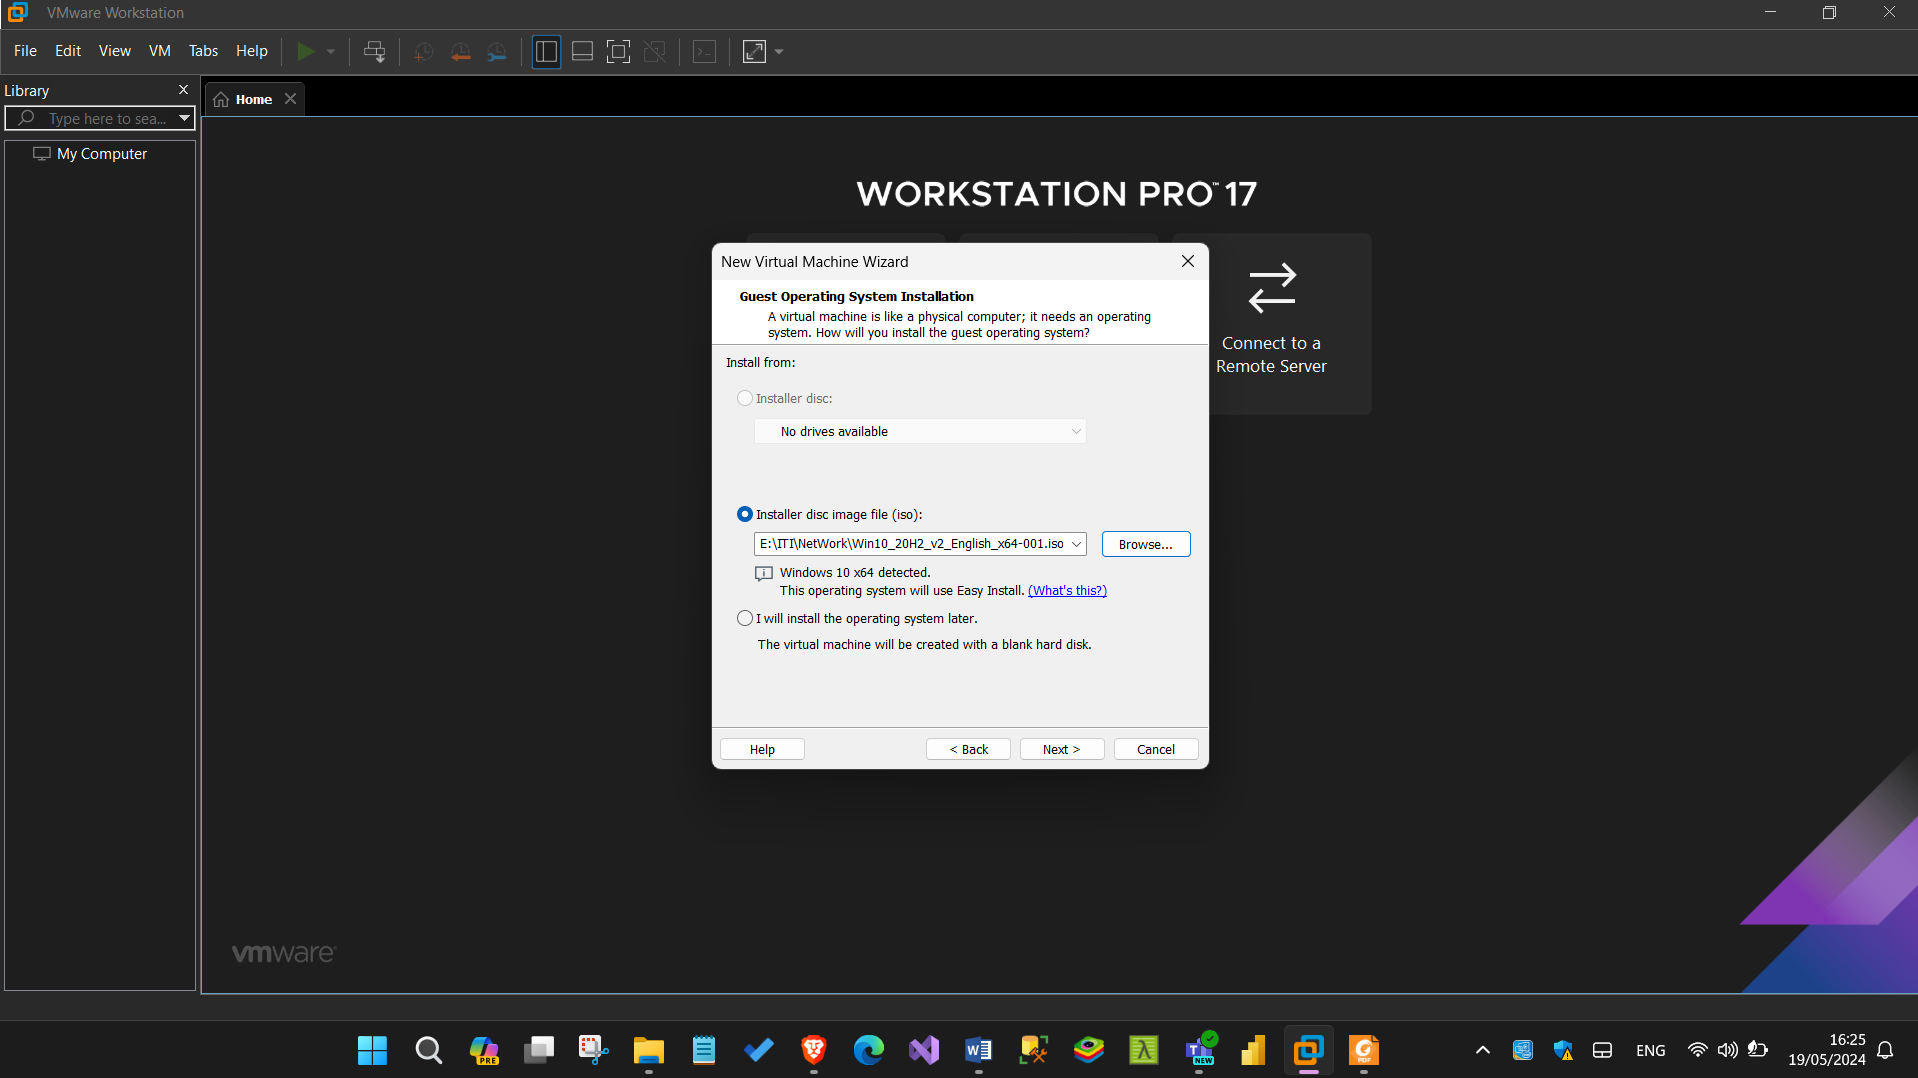 VMware Workstation
File Edit View VM Tabs Help
Library
Home
Type here to sea...
My Computer
WORKSTATION PRO™ 17
New Virtual Machine Wizard
Guest Operating System Installation
A virtual machine is like a physical computer; it needs an operating
system. How will you install the guest operating system?
Install from:
Installer disc:
No drives available
Installer disc image file (iso):
E:\ITI\NetWork\Win10_20H2_v2_English_x64-001.iso
Browse...
Windows 10 x64 detected.
This operating system will use Easy Install. (What's this?)
I will install the operating system later.
The virtual machine will be created with a blank hard disk.
Help
< Back
Next >
Cancel
Connect to a
Remote Server
vmware®
PRE
NEW
PDF
ENG
16:25
19/05/2024